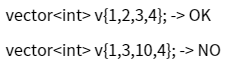 vector<int> v{1,2,3,4}; -> OK
vector<int> v{1,3,10,4}; -> NO